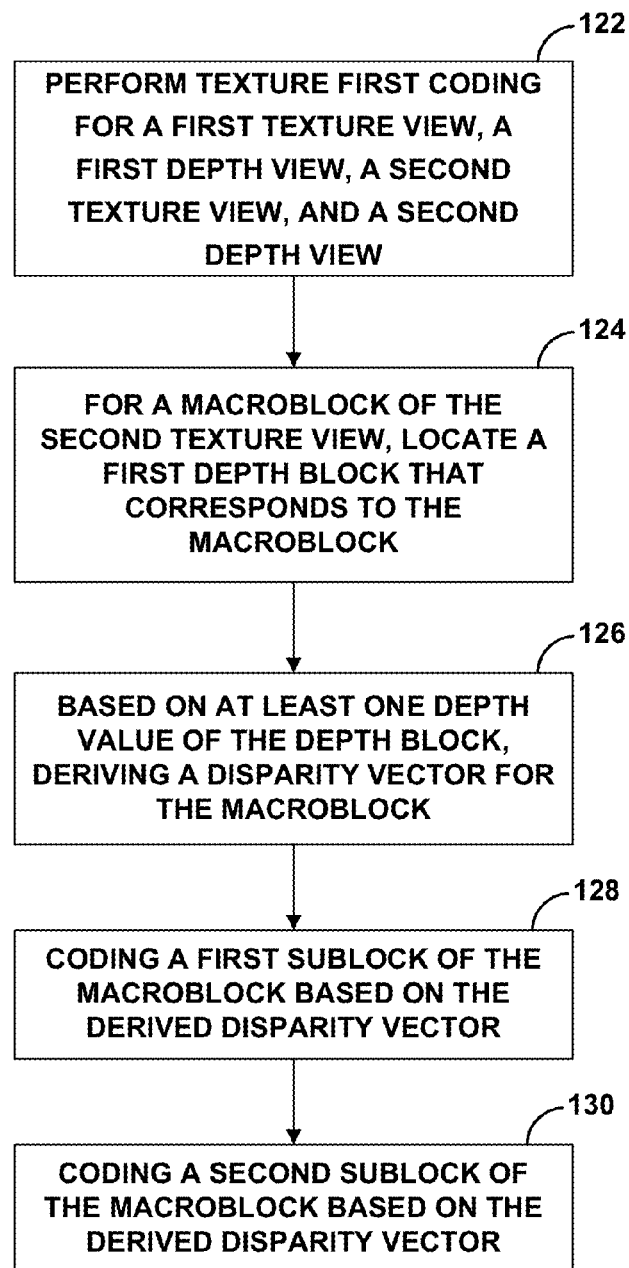 122
PERFORM TEXTURE FIRST CODING
FOR A FIRST TEXTURE VIEW, A
FIRST DEPTH VIEW, A SECOND
TEXTURE VIEW, AND A SECOND
DEPTH VIEW
124
FOR A MACROBLOCK OF THE
SECOND TEXTURE VIEW, LOCATE A
FIRST DEPTH BLOCK THAT
CORRESPONDS TO THE
MACROBLOCK
126
BASED ON AT LEAST ONE DEPTH
VALUE OF THE DEPTH BLOCK,
DERIVING A DISPARITY VECTOR FOR
THE MACROBLOCK
128
CODING A FIRST SUBLOCK OF THE
MACROBLOCK BASED ON THE
DERIVED DISPARITY VECTOR
130
CODING A SECOND SUBLOCK OF
THE MACROBLOCK BASED ON THE
DERIVED DISPARITY VECTOR